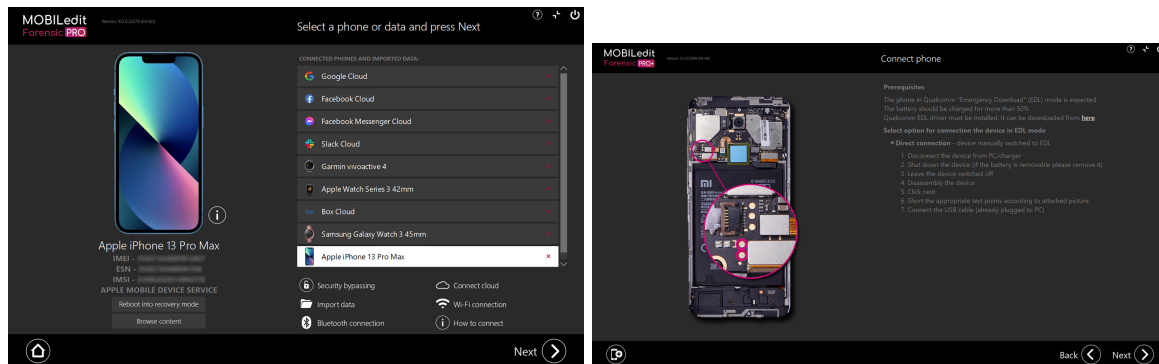 MOBILedit
Forensic PRO
Select a phone or data and press Next
CONNECTED PHONES AND IMPORTED DATA:
Google Cloud
Facebook Cloud
Facebook Messenger Cloud
Slack Cloud
Garmin vivoactive 4
Apple Watch Series 3 42mm
box
Box Cloud
Samsung Galaxy Watch 3 45mm
Apple iPhone 13 Pro Max
Apple iPhone 13 Pro Max
IMEI -
ESN -
IMSI -
APPLE MOBILE DEVICE SERVICE
Reboot into recovery mode
Browse content
Security bypassing
Connect cloud
Import data
Wi-Fi connection
Bluetooth connection
How to connect
Next
MOBILedit
Forensic PRO+
Connect phone
Prerequisites
The phone in Qualcomm "Emergency Download" (EDL) mode is expected
The battery should be charged for more than 50%
Qualcomm EDL driver must be installed. It can be downloaded from here.
Select option for connection the device in EDL mode
Direct connection - device manually switched to EDL
1. Disconnect the device from PC/charger
2. Shut down the device (if the battery is removable please remove it)
3. Leave the device switched off
4. Disassembly the device
5. Click next
6. Short the appropriate test points according to attached picture
7. Connect the USB cable (already plugged to PC)
Back
Next